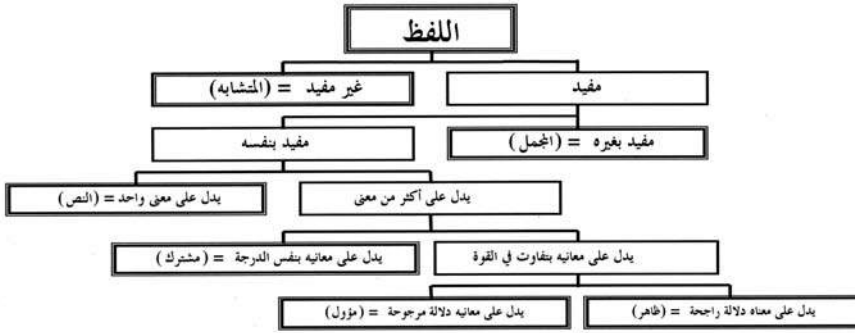 اللفظ
مفيد
غير مفيد = (المتشابه)
مفيد بغيره = (المجمل)
مفيد بنفسه
يدل على أكثر من معنى
يدل على معنى واحد = (النص)
يدل على معانيه بتفاوت في القوة
يدل على معانيه بنفس الدرجة = (مشترك)
يدل على معناه دلالة راجحة = (ظاهر)
يدل على معانيه دلالة مرجوحة = (مؤول)